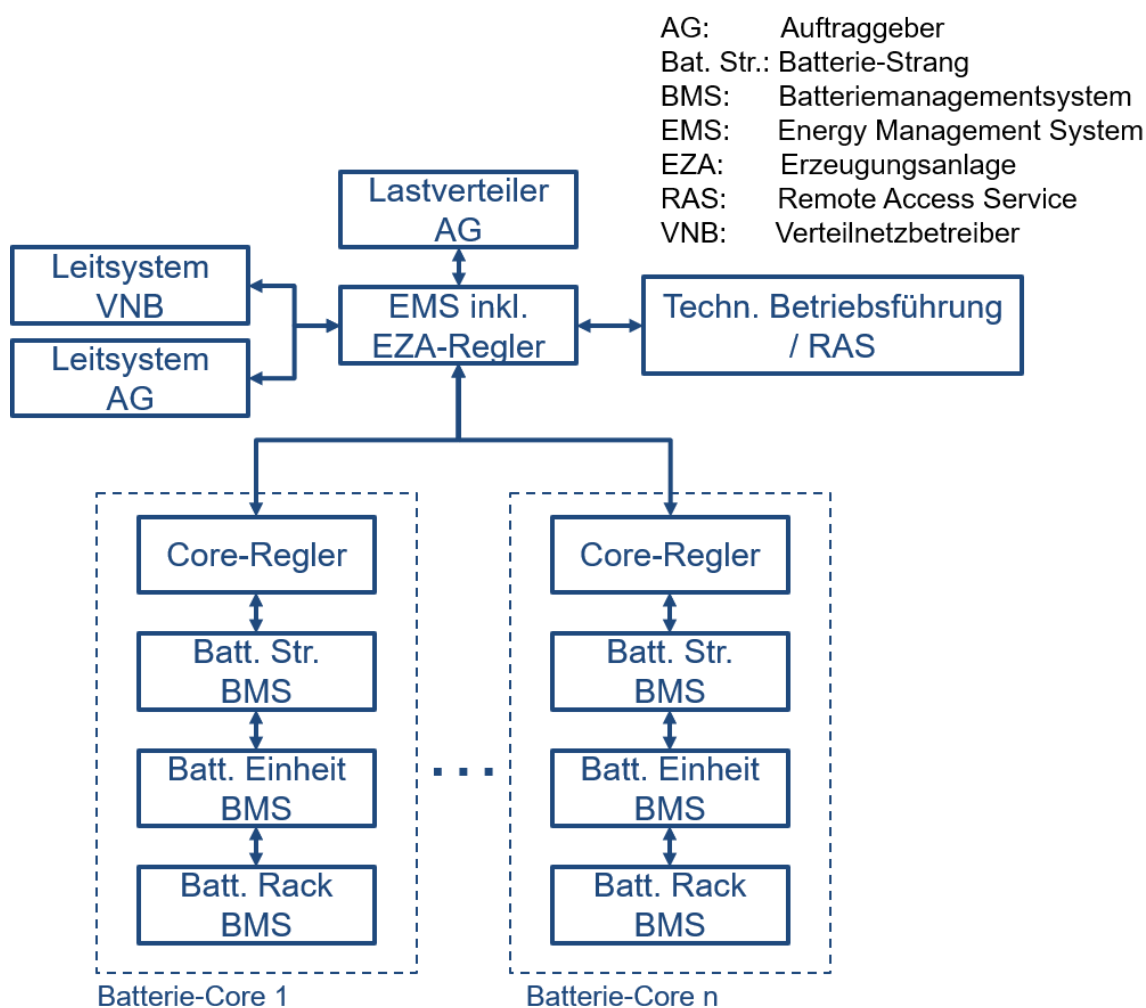 AG: Auftraggeber
Bat. Str.: Batterie-Strang
BMS: Batteriemanagementsystem
EMS: Energy Management System
EZA: Erzeugungsanlage
RAS: Remote Access Service
VNB: Verteilnetzbetreiber
Lastverteiler
AG
Leitsystem
VNB
Leitsystem
AG
EMS inkl.
EZA-Regler
Techn. Betriebsführung
/ RAS
Core-Regler
Batt. Str.
BMS
Batt. Einheit
BMS
Batt. Rack
BMS
Batterie-Core 1
...
Core-Regler
Batt. Str.
BMS
Batt. Einheit
BMS
Batt. Rack
BMS
Batterie-Core n